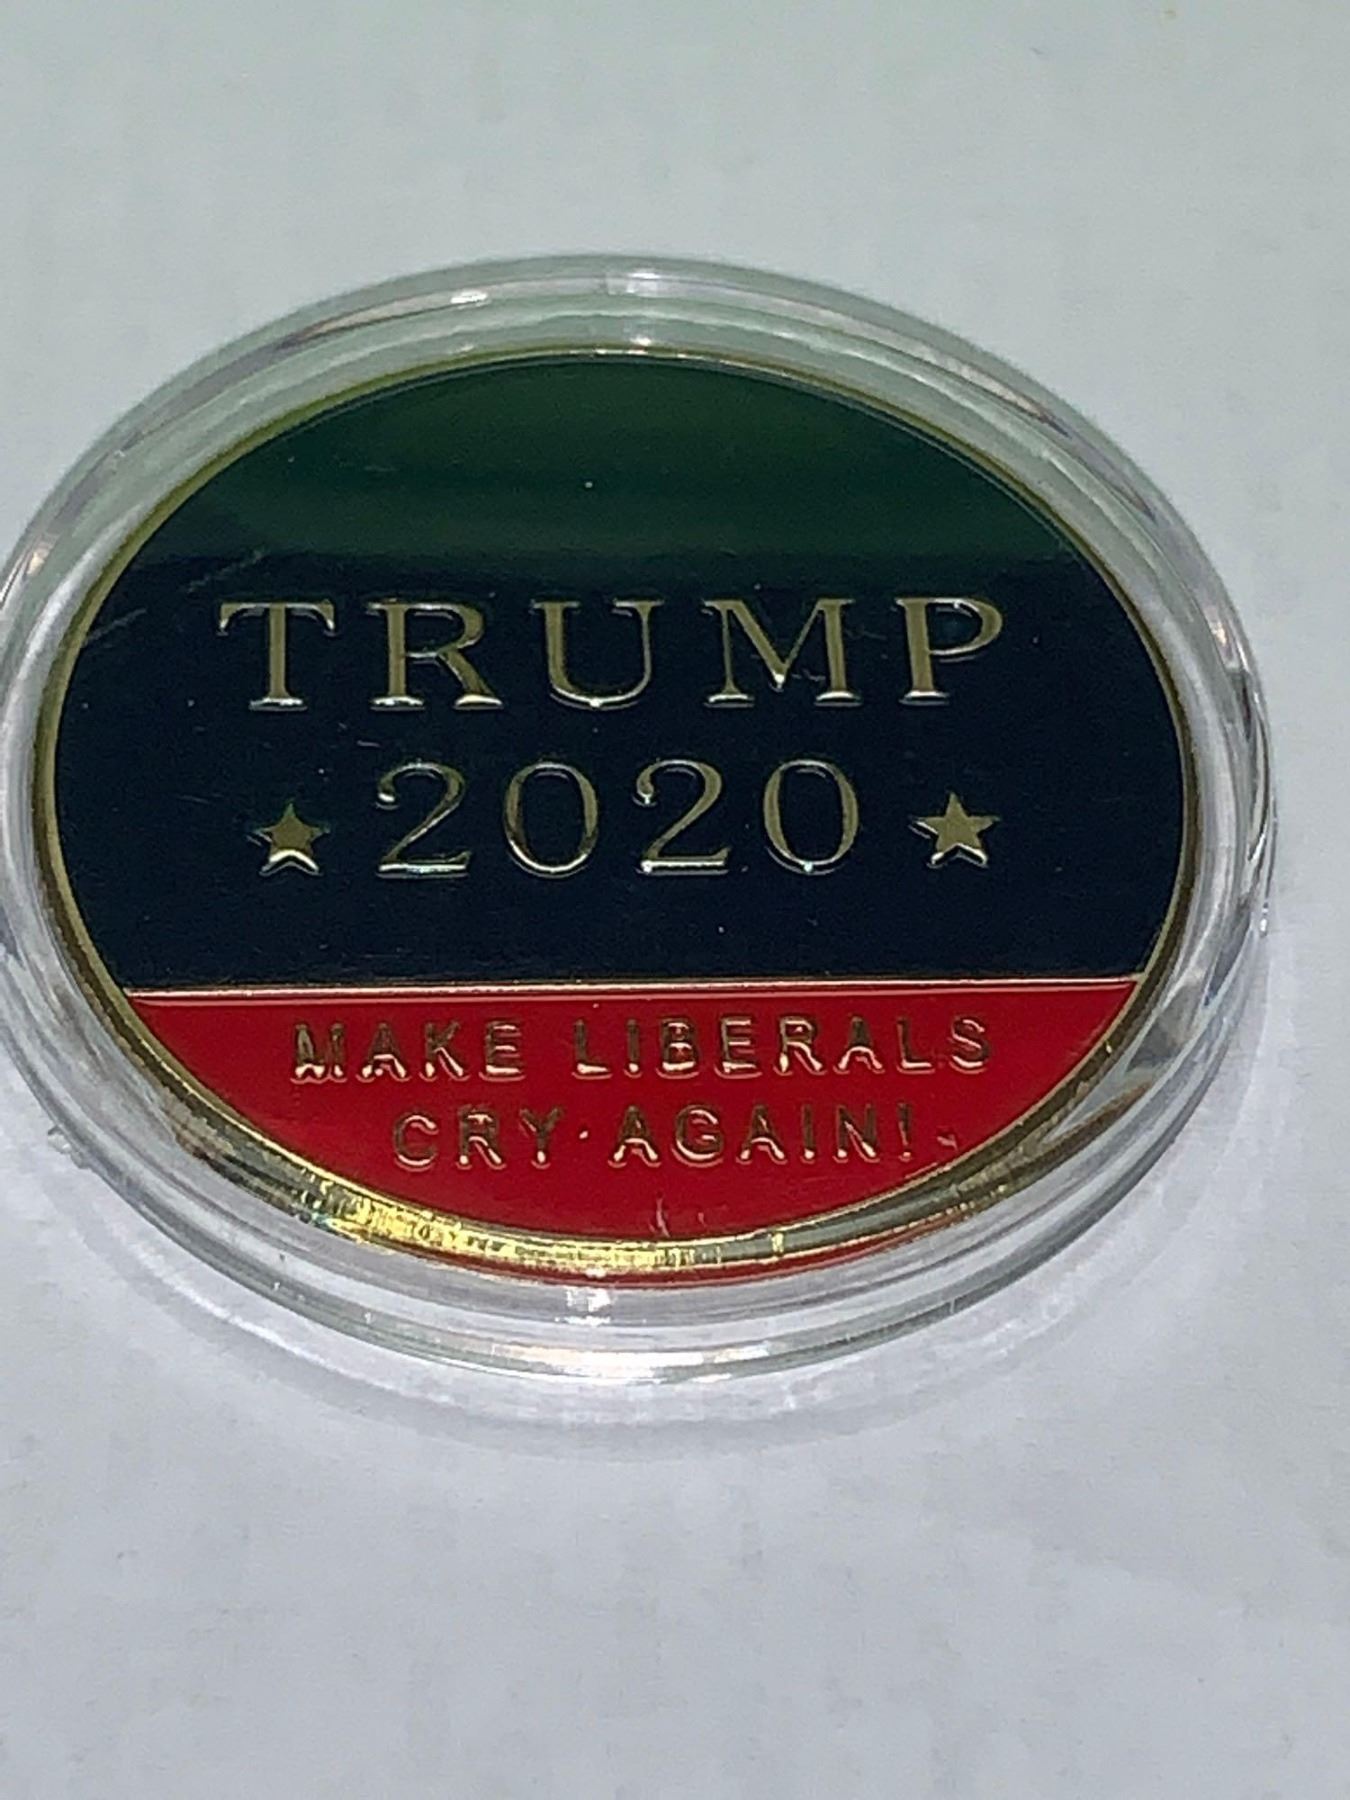 TRUMP
★ 2020 ★
MAKE LIBERALS
CRY AGAIN!